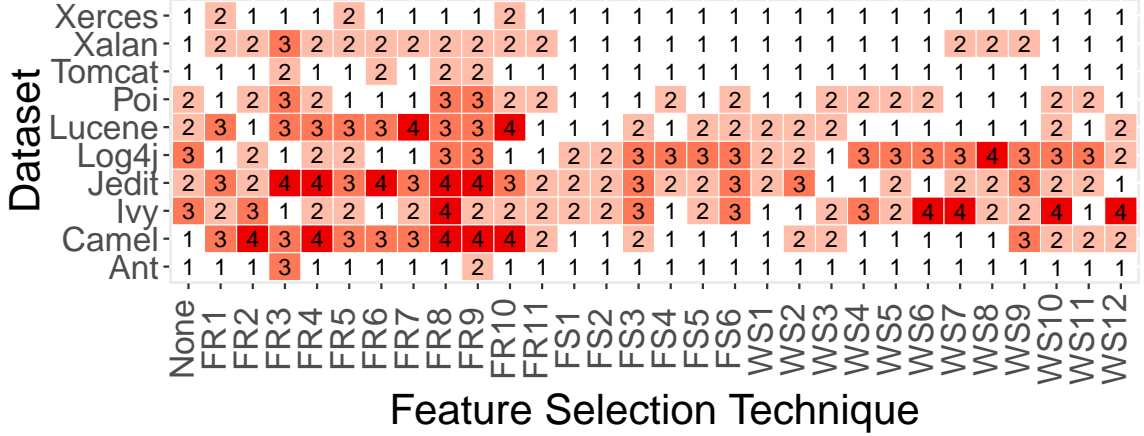 Dataset
Xerces 1 2 1 1 1 2 1 1 1 1 2 1 1 1 1 1 1 1 1 1 1 1 1 1 1 1 1 1 1 1
Xalan 1 2 2 3 2 2 2 2 2 2 2 2 1 1 1 1 1 1 1 1 1 1 1 1 2 2 2 1 1 1
Tomcat 1 1 1 2 1 1 2 1 2 2 1 1 1 1 1 1 1 1 1 1 1 1 1 1 1 1 1 1 1 1
Poi 2 1 2 3 2 1 1 1 3 3 2 2 1 1 1 2 1 2 1 1 2 2 2 2 1 1 1 2 2 1
Lucene 2 3 1 3 3 3 3 4 3 3 4 1 1 1 2 1 2 2 2 2 2 1 1 1 1 1 1 2 1 2
Log4j 3 1 2 1 2 2 1 1 3 3 1 1 2 2 3 3 3 3 2 2 1 3 3 3 3 4 3 3 3 2
Jedit 2 3 2 4 4 3 4 3 4 4 3 2 2 2 3 2 2 3 2 3 1 1 2 1 2 2 3 2 2 1
Ivy 3 2 3 1 2 2 1 2 4 2 2 2 2 2 3 1 2 3 1 1 2 3 2 4 4 2 2 4 1 4
Camel 1 3 4 3 4 3 3 3 4 4 4 2 1 1 2 1 1 1 1 2 2 1 1 1 1 1 3 2 2 2
Ant 1 1 1 3 1 1 1 1 1 2 1 1 1 1 1 1 1 1 1 1 1 1 1 1 1 1 1 1 1 1
None FR1 FR2 FR3 FR4 FR5 FR6 FR7 FR8 FR9 FR10 FR11 FS1 FS2 FS3 FS4 FS5 FS6 WS1 WS2 WS3 WS4 WS5 WS6 WS7 WS8 WS9 WS10 WS11 WS12
Feature Selection Technique